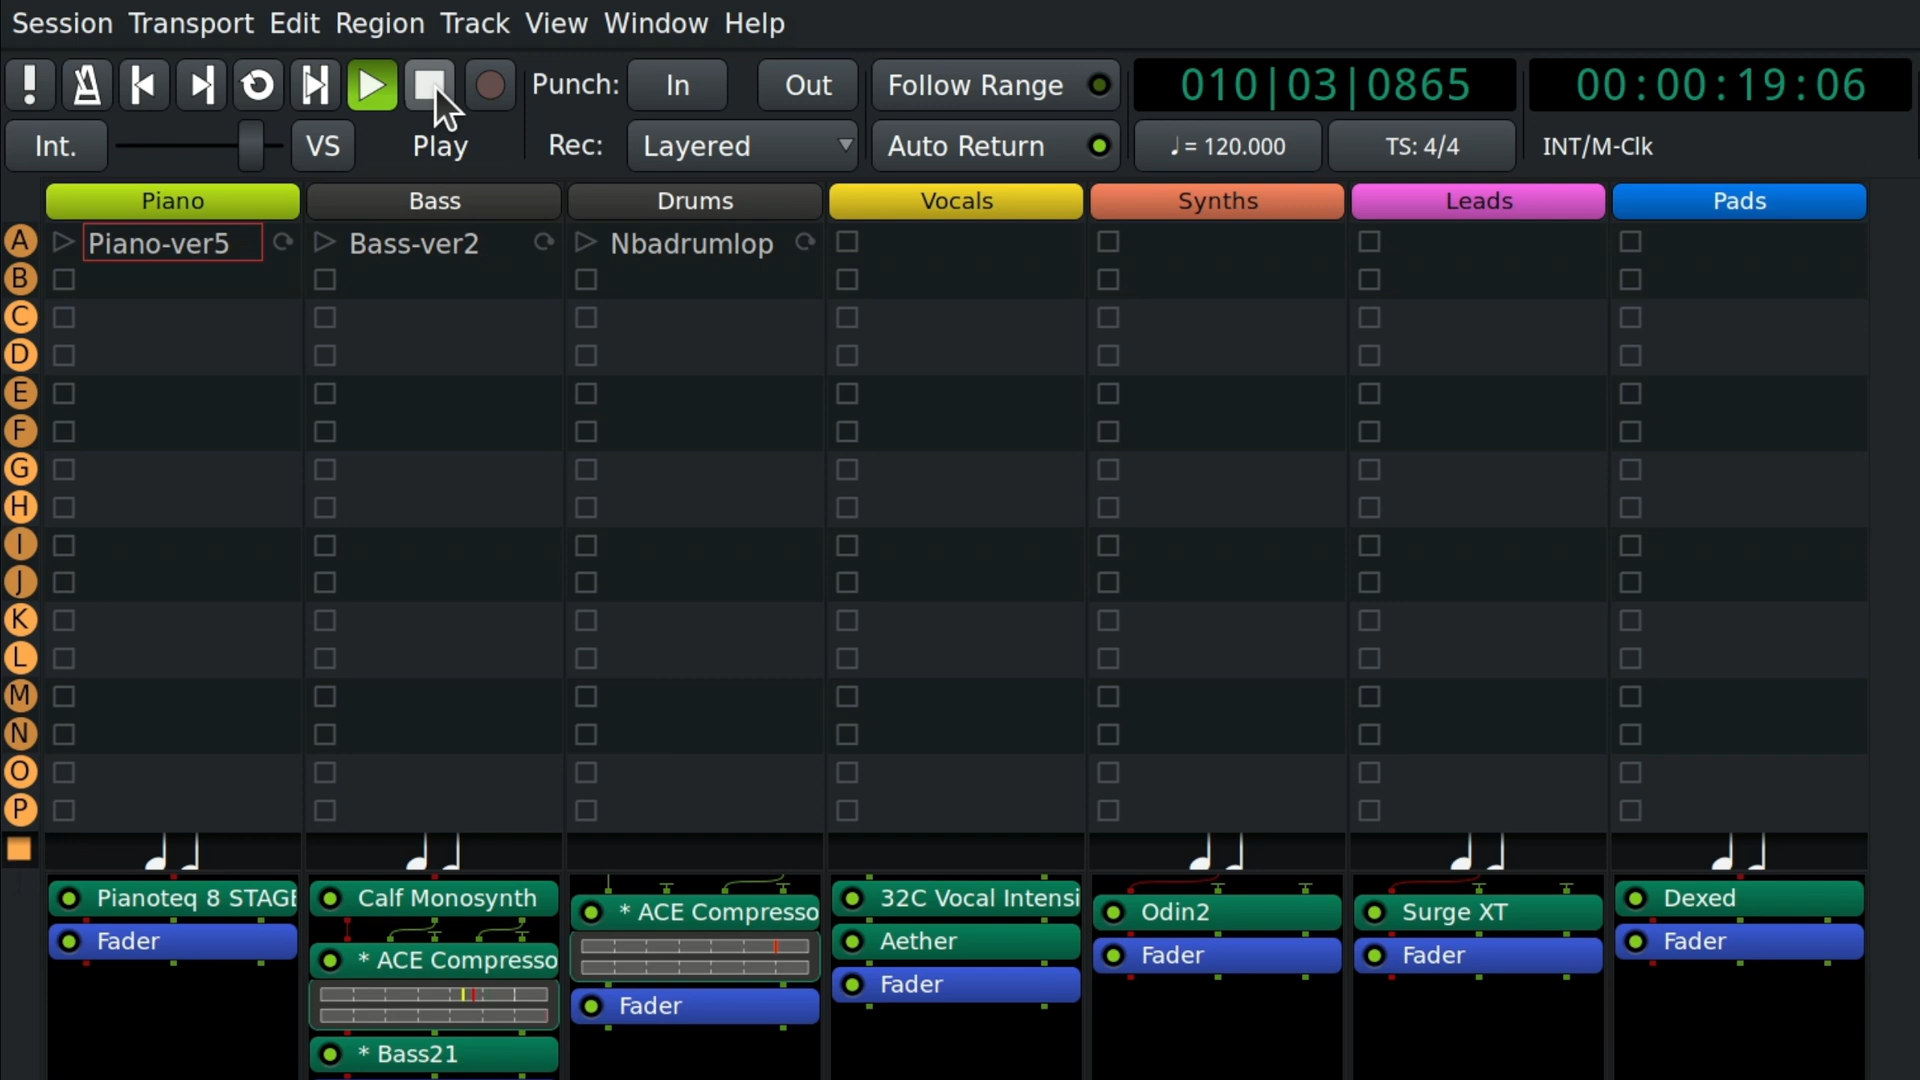 Session Transport Edit Region Track View Window Help
Punch: In Out Follow Range 010|03|0865 00:00:19:06
Int. VS Play Rec: Layered Auto Return ♩ = 120.000 TS: 4/4 INT/M-Clk
Piano Bass Drums Vocals Synths Leads Pads
A Piano-ver5 Bass-ver2 Nbadrumlop
B
C
D
E
F
G
H
I
J
K
L
M
N
O
P
Pianoteq 8 STAGE Calf Monosynth * ACE Compresso 32C Vocal Intensi Odin2 Surge XT Dexed
Fader * ACE Compresso Fader Aether Fader Fader Fader
* Bass21 Fader